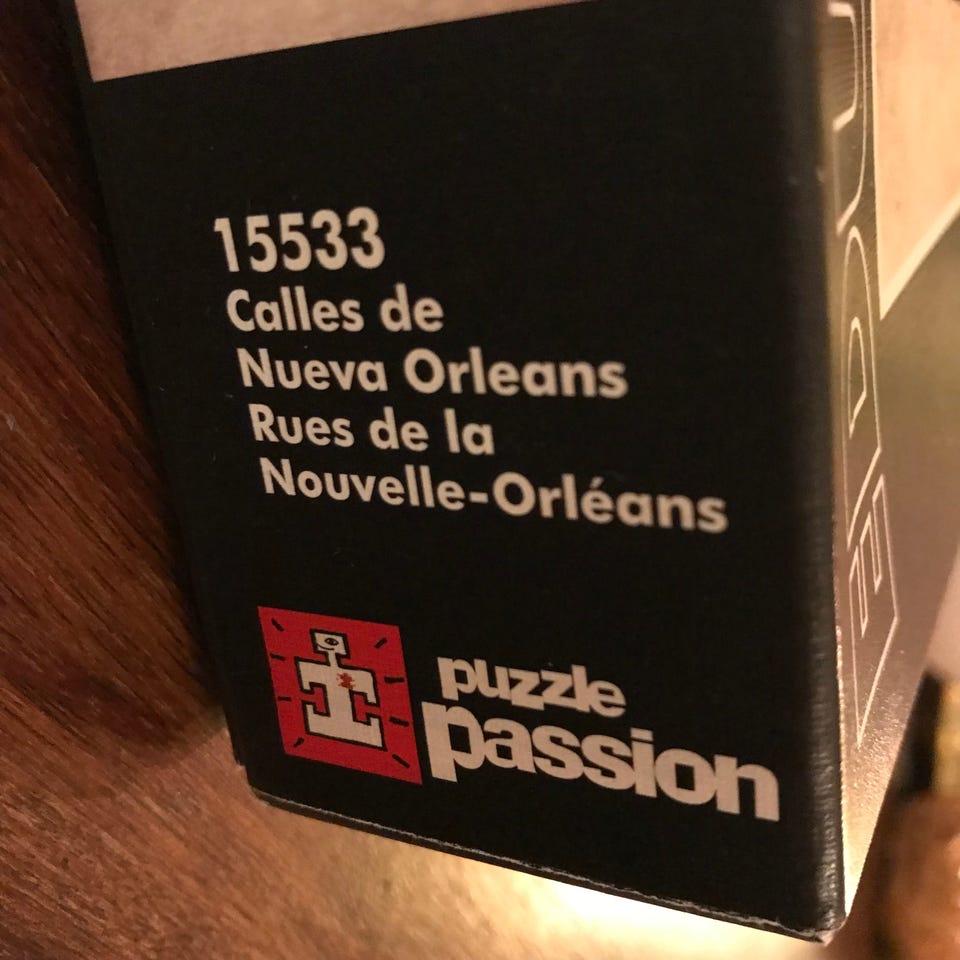 15533
Calles de
Nueva Orleans
Rues de la
Nouvelle-Orléans
puzzle
passion